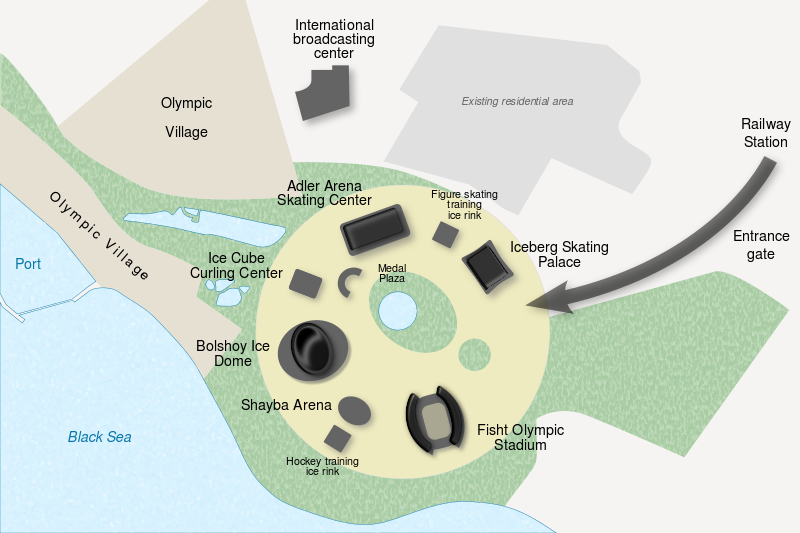 International
broadcasting
center
Olympic
Village
Existing residential area
Railway
Station
Adler Arena
Skating Center
Figure skating
training
ice rink
Olympic Village
Iceberg Skating
Palace
Entrance
gate
Port
Ice Cube
Curling Center
Medal
Plaza
Bolshoy Ice
Dome
Shayba Arena
Black Sea
Fisht Olympic
Stadium
Hockey training
ice rink